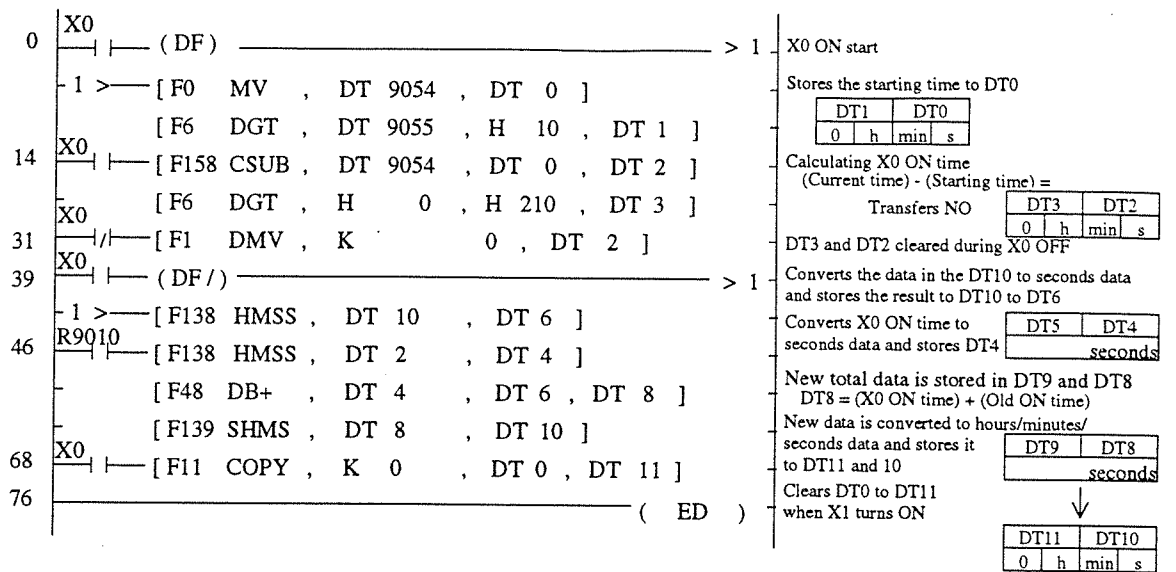 X0
0 ( DF ) > 1
1 > [ F0 MV , DT 9054 , DT 0 ]
[ F6 DGT , DT 9055 , H 10 , DT 1 ]
X0
14 [ F158 CSUB , DT 9054 , DT 0 , DT 2 ]
[ F6 DGT , H 0 , H 210 , DT 3 ]
X0
31 [ F1 DMV , K 0 , DT 2 ]
X0
39 ( DF / ) > 1
1 > [ F138 HMSS , DT 10 , DT 6 ]
R9010
46 [ F138 HMSS , DT 2 , DT 4 ]
[ F48 DB+ , DT 4 , DT 6 , DT 8 ]
[ F139 SHMS , DT 8 , DT 10 ]
X0
68 [ F11 COPY , K 0 , DT 0 , DT 11 ]
76 ( ED )
X0 ON start
Stores the starting time to DT0
DT1 DT0
0 h min s
Calculating X0 ON time
(Current time) - (Starting time) =
Transfers NO DT3 DT2
0 h min s
DT3 and DT2 cleared during X0 OFF
Converts the data in the DT10 to seconds data
and stores the result to DT10 to DT6
Converts X0 ON time to
seconds data and stores DT4
DT5 DT4
seconds
New total data is stored in DT9 and DT8
DT8 = (X0 ON time) + (Old ON time)
New data is converted to hours/minutes/
seconds data and stores it
to DT11 and 10
DT9 DT8
seconds
Clears DT0 to DT11
when X1 turns ON
DT11 DT10
0 h min s